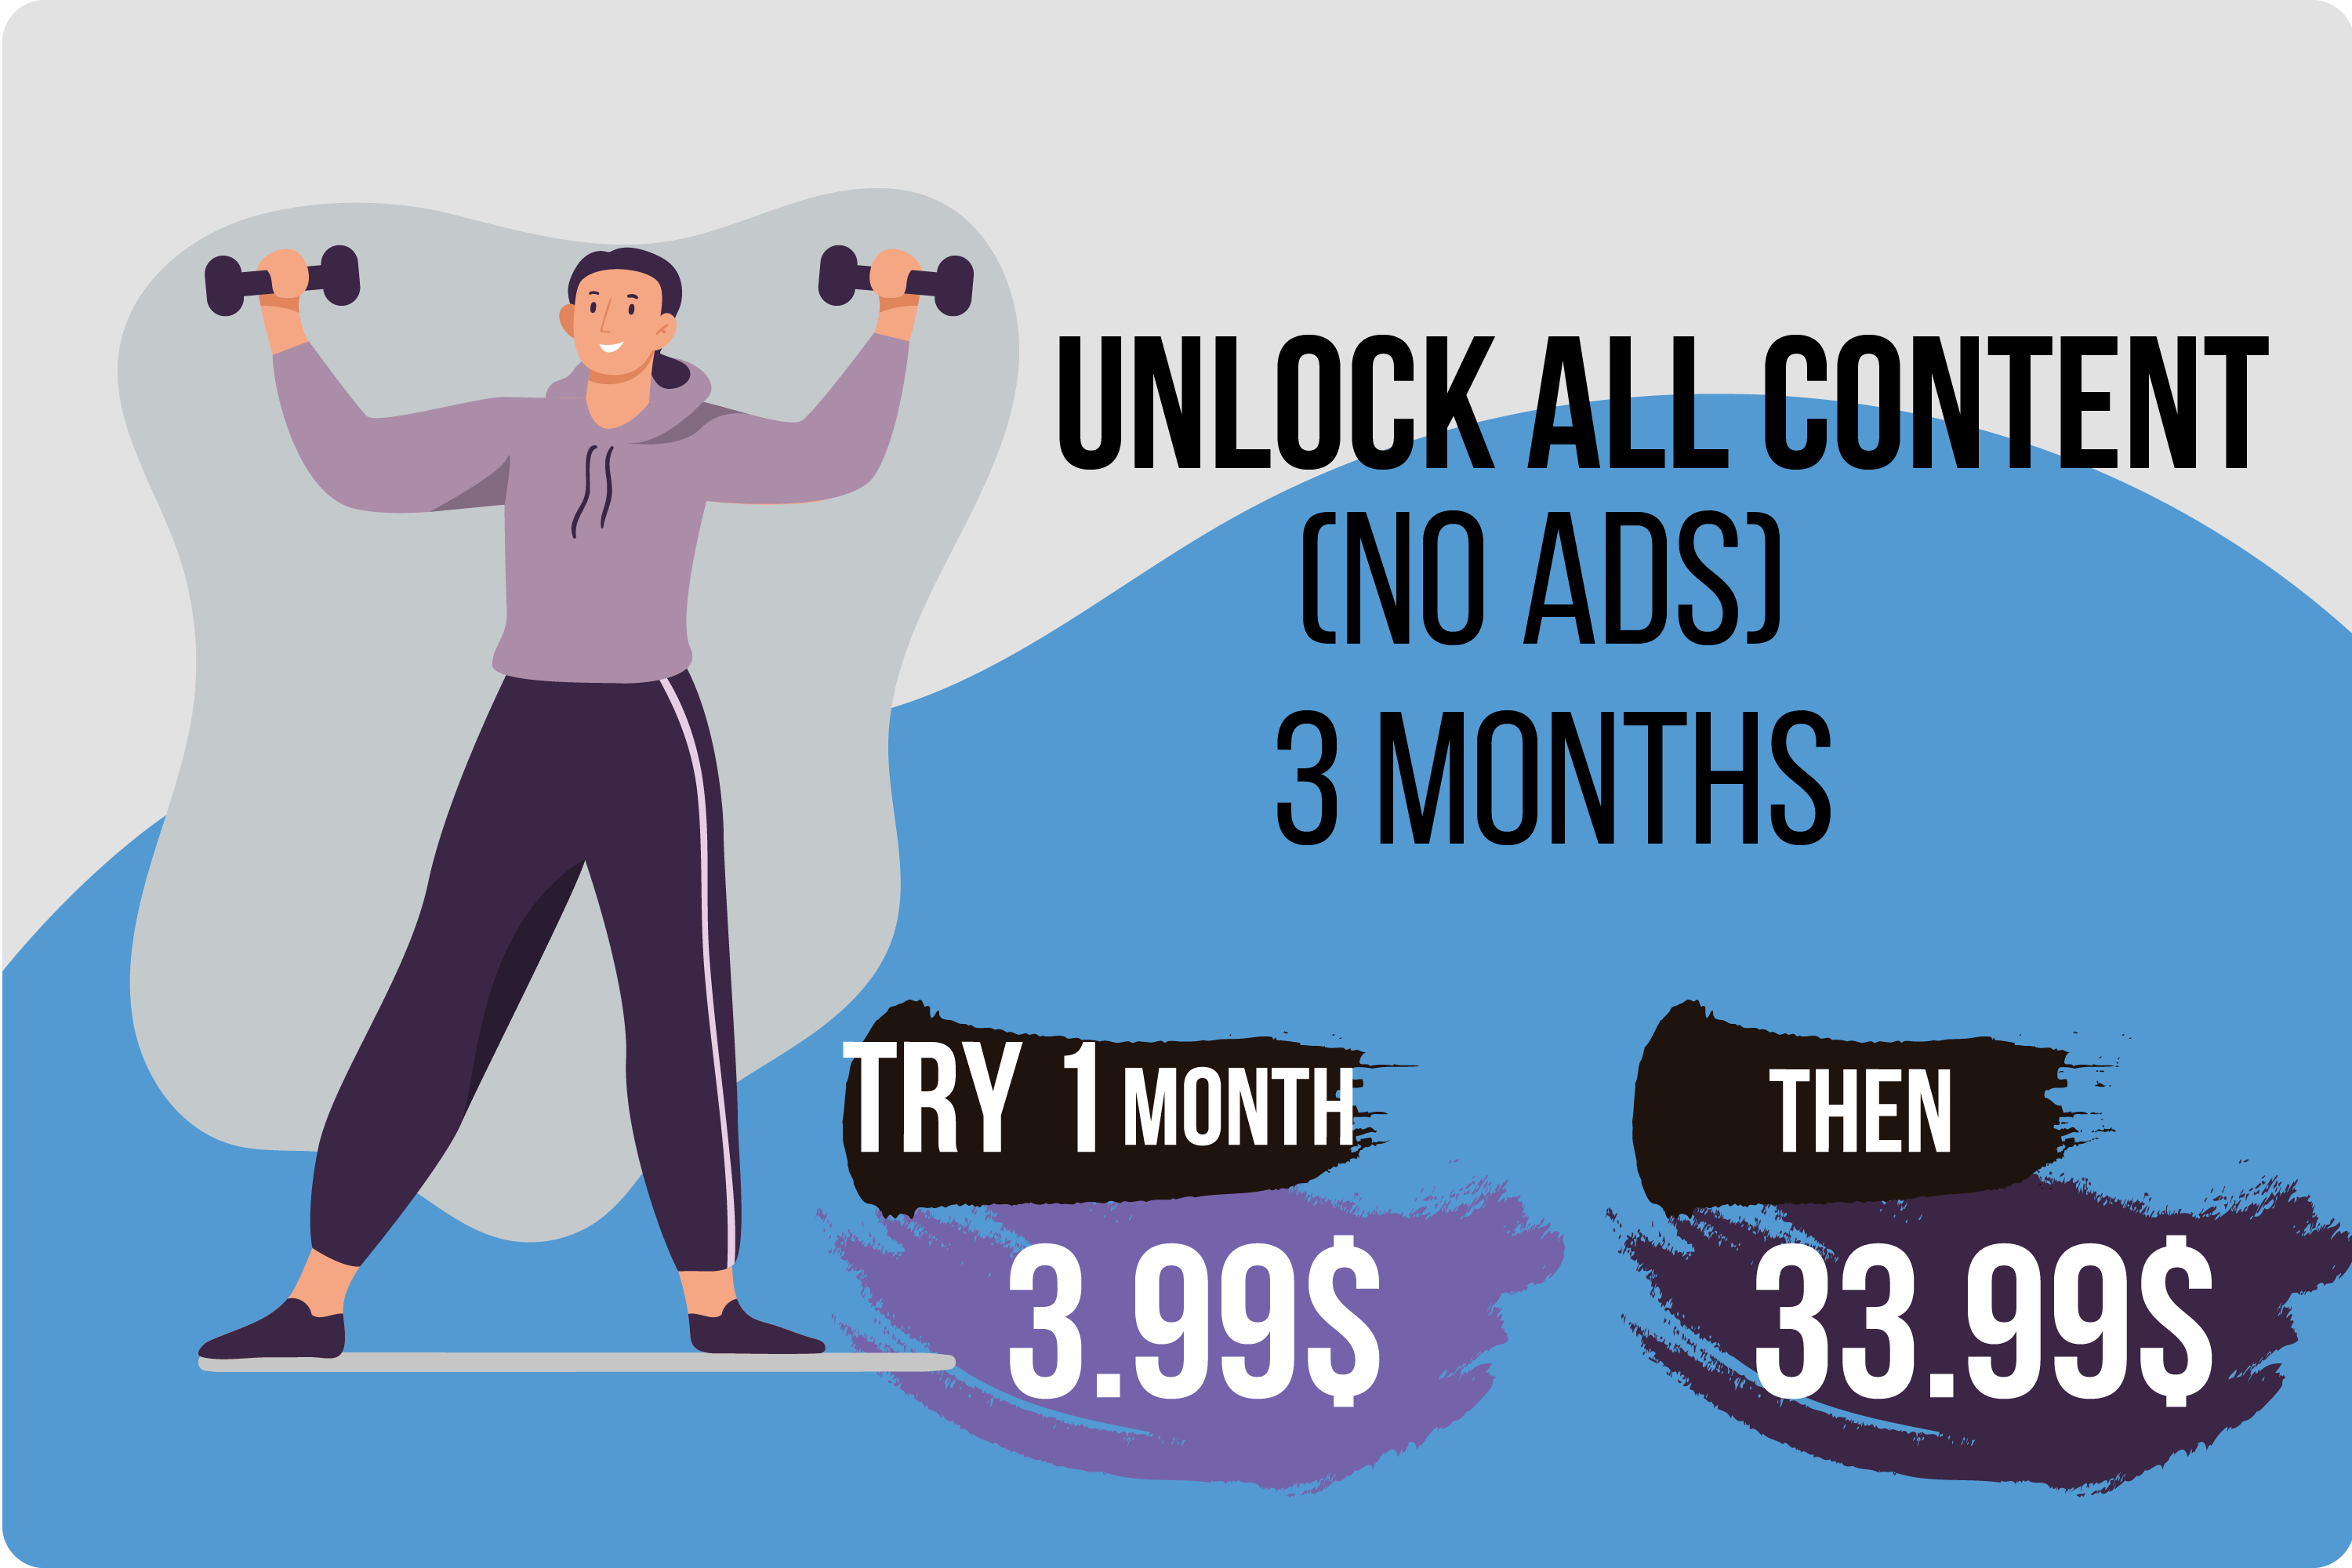 UNLOCK ALL CONTENT
(NO ADS)
3 MONTHS
TRY 1 MONTH
3.99$
THEN
33.99$